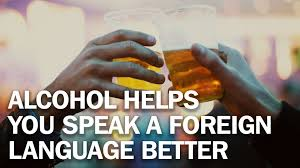 ALCOHOL HELPS
YOU SPEAK A FOREIGN
LANGUAGE BETTER